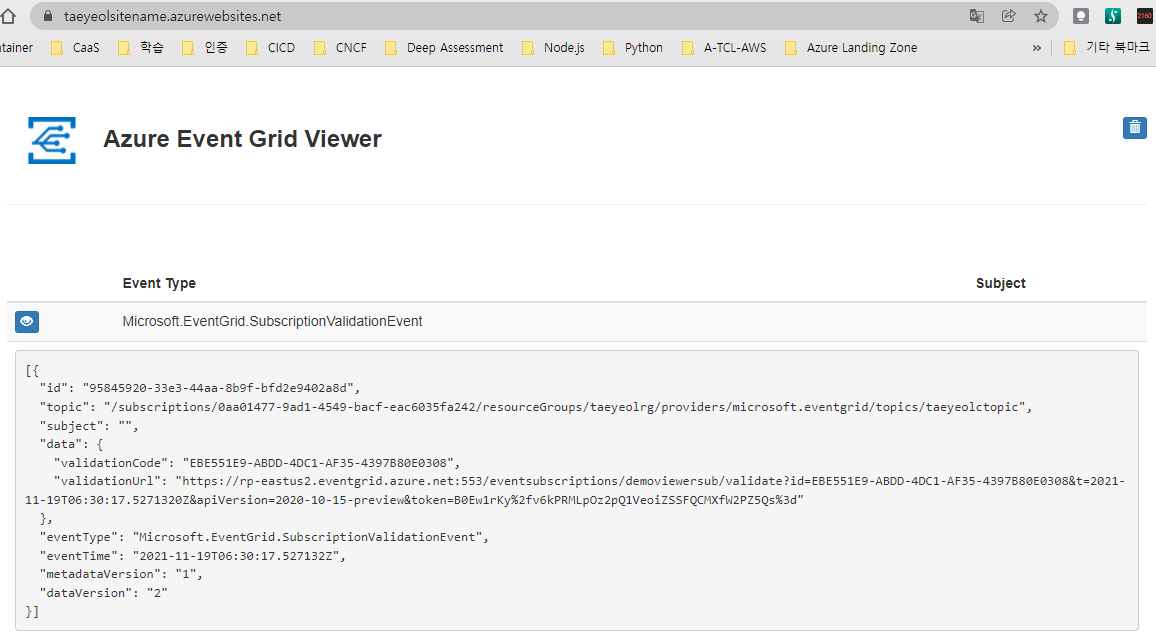 taeyeolsitename.azurewebsites.net
2160
tainer CaaS 학습 인증 CICD CNCF Deep Assessment Node.js Python A-TCL-AWS Azure Landing Zone » 기타 북마크
Azure Event Grid Viewer
Event Type Subject
Microsoft.EventGrid.SubscriptionValidationEvent
[{
"id": "95845920-33e3-44aa-8b9f-bfd2e9402a8d",
"topic": "/subscriptions/0aa01477-9ad1-4549-bacf-eac6035fa242/resourceGroups/taeyeolrg/providers/microsoft.eventgrid/topics/taeyeolctopic",
"subject": "",
"data": {
"validationCode": "EBE551E9-ABDD-4DC1-AF35-4397B80E0308",
"validationUrl": "https://rp-eastus2.eventgrid.azure.net:553/eventsubscriptions/demoviewersub/validate?id=EBE551E9-ABDD-4DC1-AF35-4397B80E0308&t=2021-
11-19T06:30:17.5271320Z&apiVersion=2020-10-15-preview&token=B0Ew1rKy%2fv6kPRMLpOz2pQ1VeoiZSSFQCMXfW2PZ5Qs%3d"
},
"eventType": "Microsoft.EventGrid.SubscriptionValidationEvent",
"eventTime": "2021-11-19T06:30:17.527132Z",
"metadataVersion": "1",
"dataVersion": "2"
}]